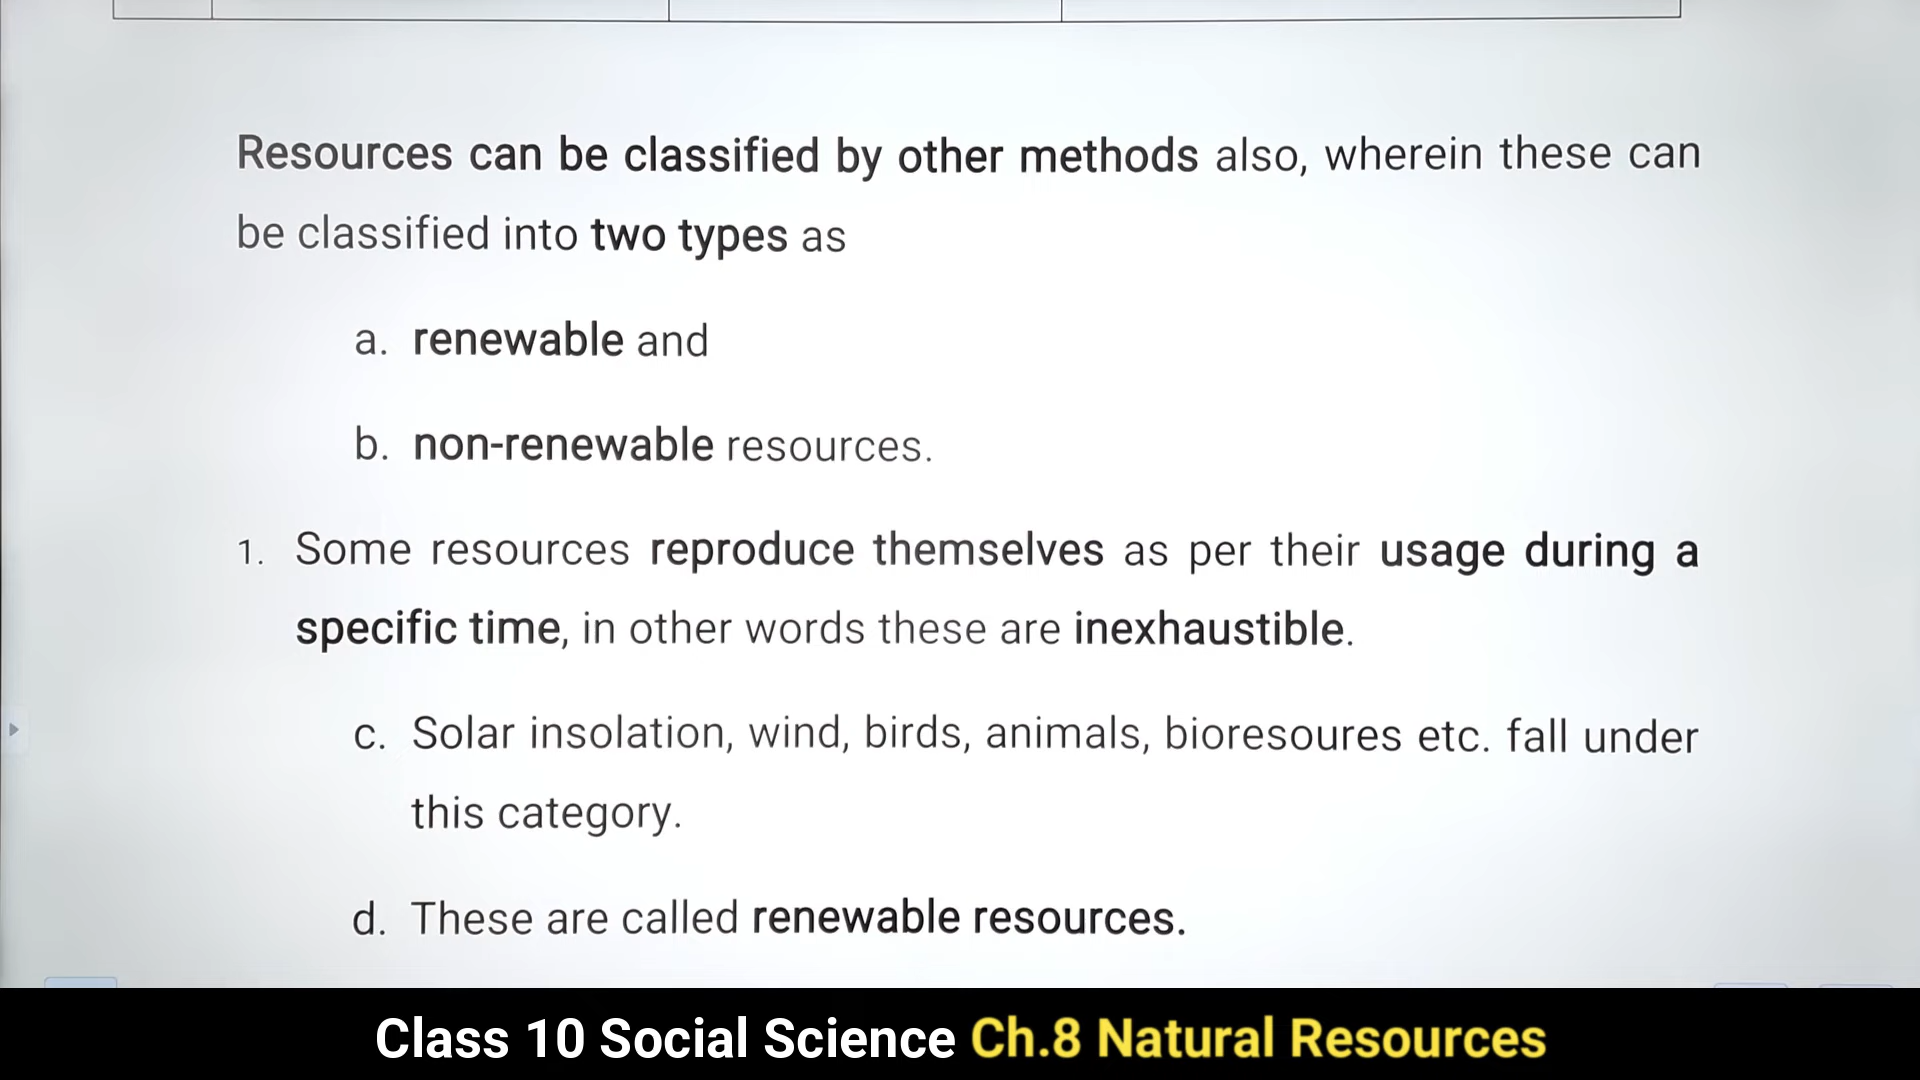 Resources can be classified by other methods also, wherein these can
be classified into two types as
a. renewable and
b. non-renewable resources.
1. Some resources reproduce themselves as per their usage during a
specific time, in other words these are inexhaustible.
c. Solar insolation, wind, birds, animals, bioresoures etc. fall under
this category.
d. These are called renewable resources.
Class 10 Social Science Ch.8 Natural Resources